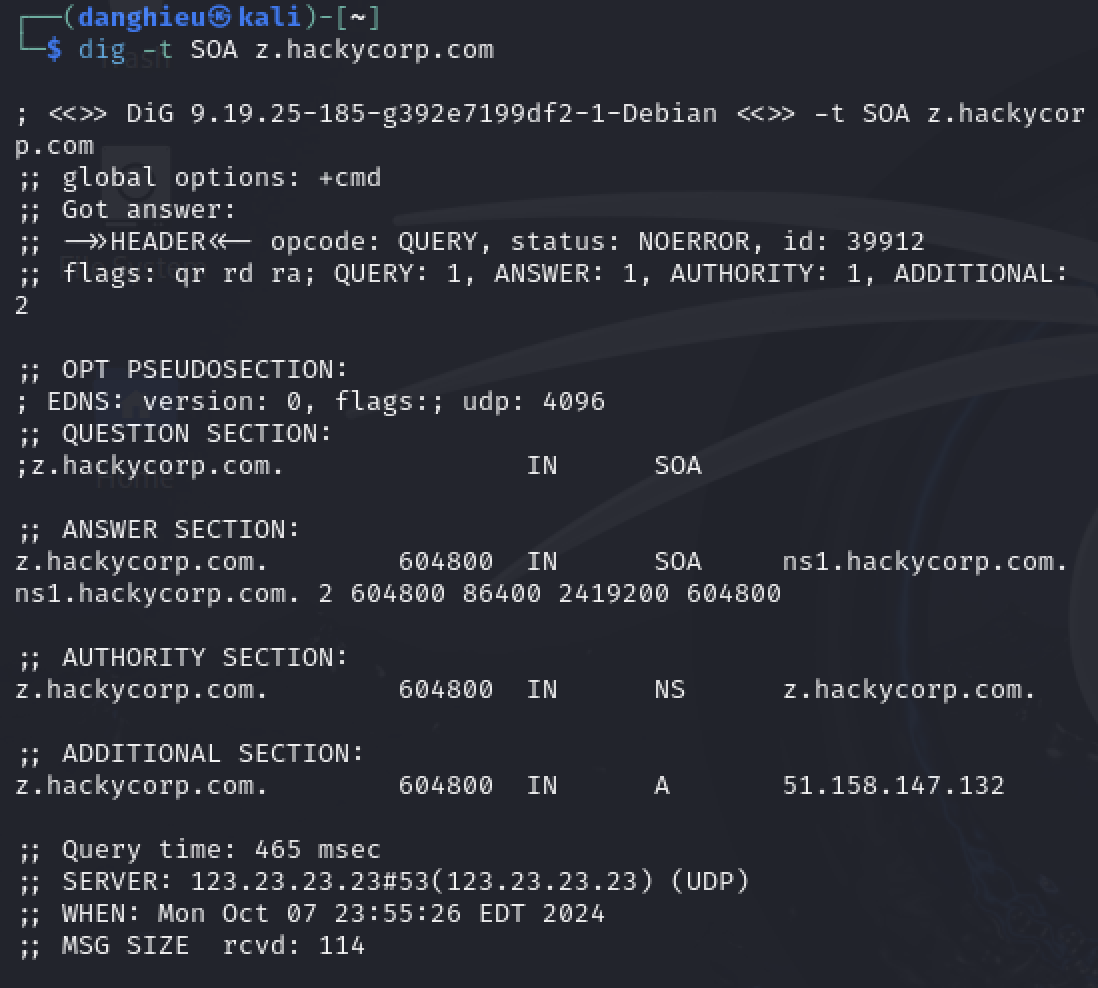 ┌──(danghieu㉿kali)-[~]
└─$ dig -t SOA z.hackycorp.com
; <<>> DiG 9.19.25-185-g392e7199df2-1-Debian <<>> -t SOA z.hackycor
p.com
;; global options: +cmd
;; Got answer:
;; ->>HEADER<<- opcode: QUERY, status: NOERROR, id: 39912
;; flags: qr rd ra; QUERY: 1, ANSWER: 1, AUTHORITY: 1, ADDITIONAL:
2
;; OPT PSEUDOSECTION:
; EDNS: version: 0, flags:; udp: 4096
;; QUESTION SECTION:
;z.hackycorp.com. IN SOA
Home
;; ANSWER SECTION:
z.hackycorp.com. 604800 IN SOA ns1.hackycorp.com.
ns1.hackycorp.com. 2 604800 86400 2419200 604800
;; AUTHORITY SECTION:
z.hackycorp.com. 604800 IN NS z.hackycorp.com.
;; ADDITIONAL SECTION:
z.hackycorp.com. 604800 IN A 51.158.147.132
;; Query time: 465 msec
;; SERVER: 123.23.23.23#53(123.23.23.23) (UDP)
;; WHEN: Mon Oct 07 23:55:26 EDT 2024
;; MSG SIZE rcvd: 114